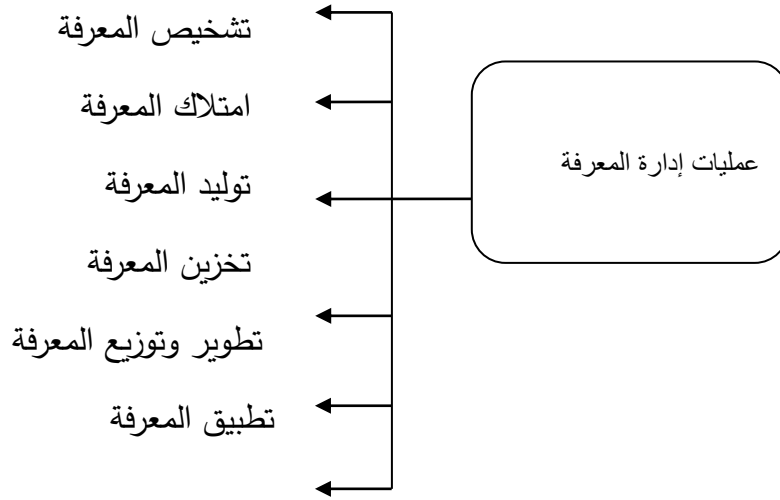 عمليات إدارة المعرفة
تشخيص المعرفة
امتلاك المعرفة
توليد المعرفة
تخزين المعرفة
تطوير وتوزيع المعرفة
تطبيق المعرفة